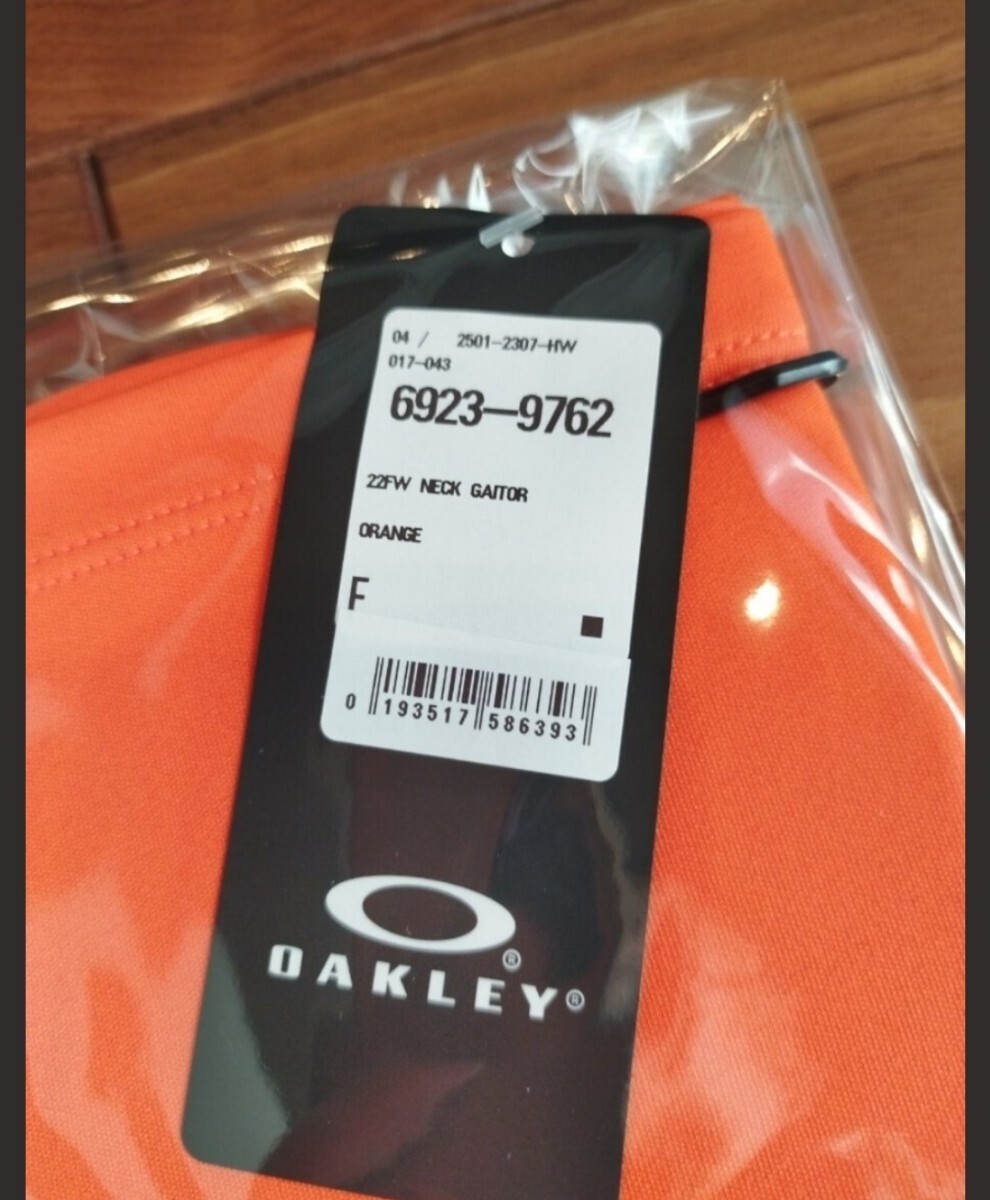 04 / 2501-2307-HW
017-043
6923-9762
22FW NECK GAITOR
ORANGE
F
0 193517 586393
OAKLEY®